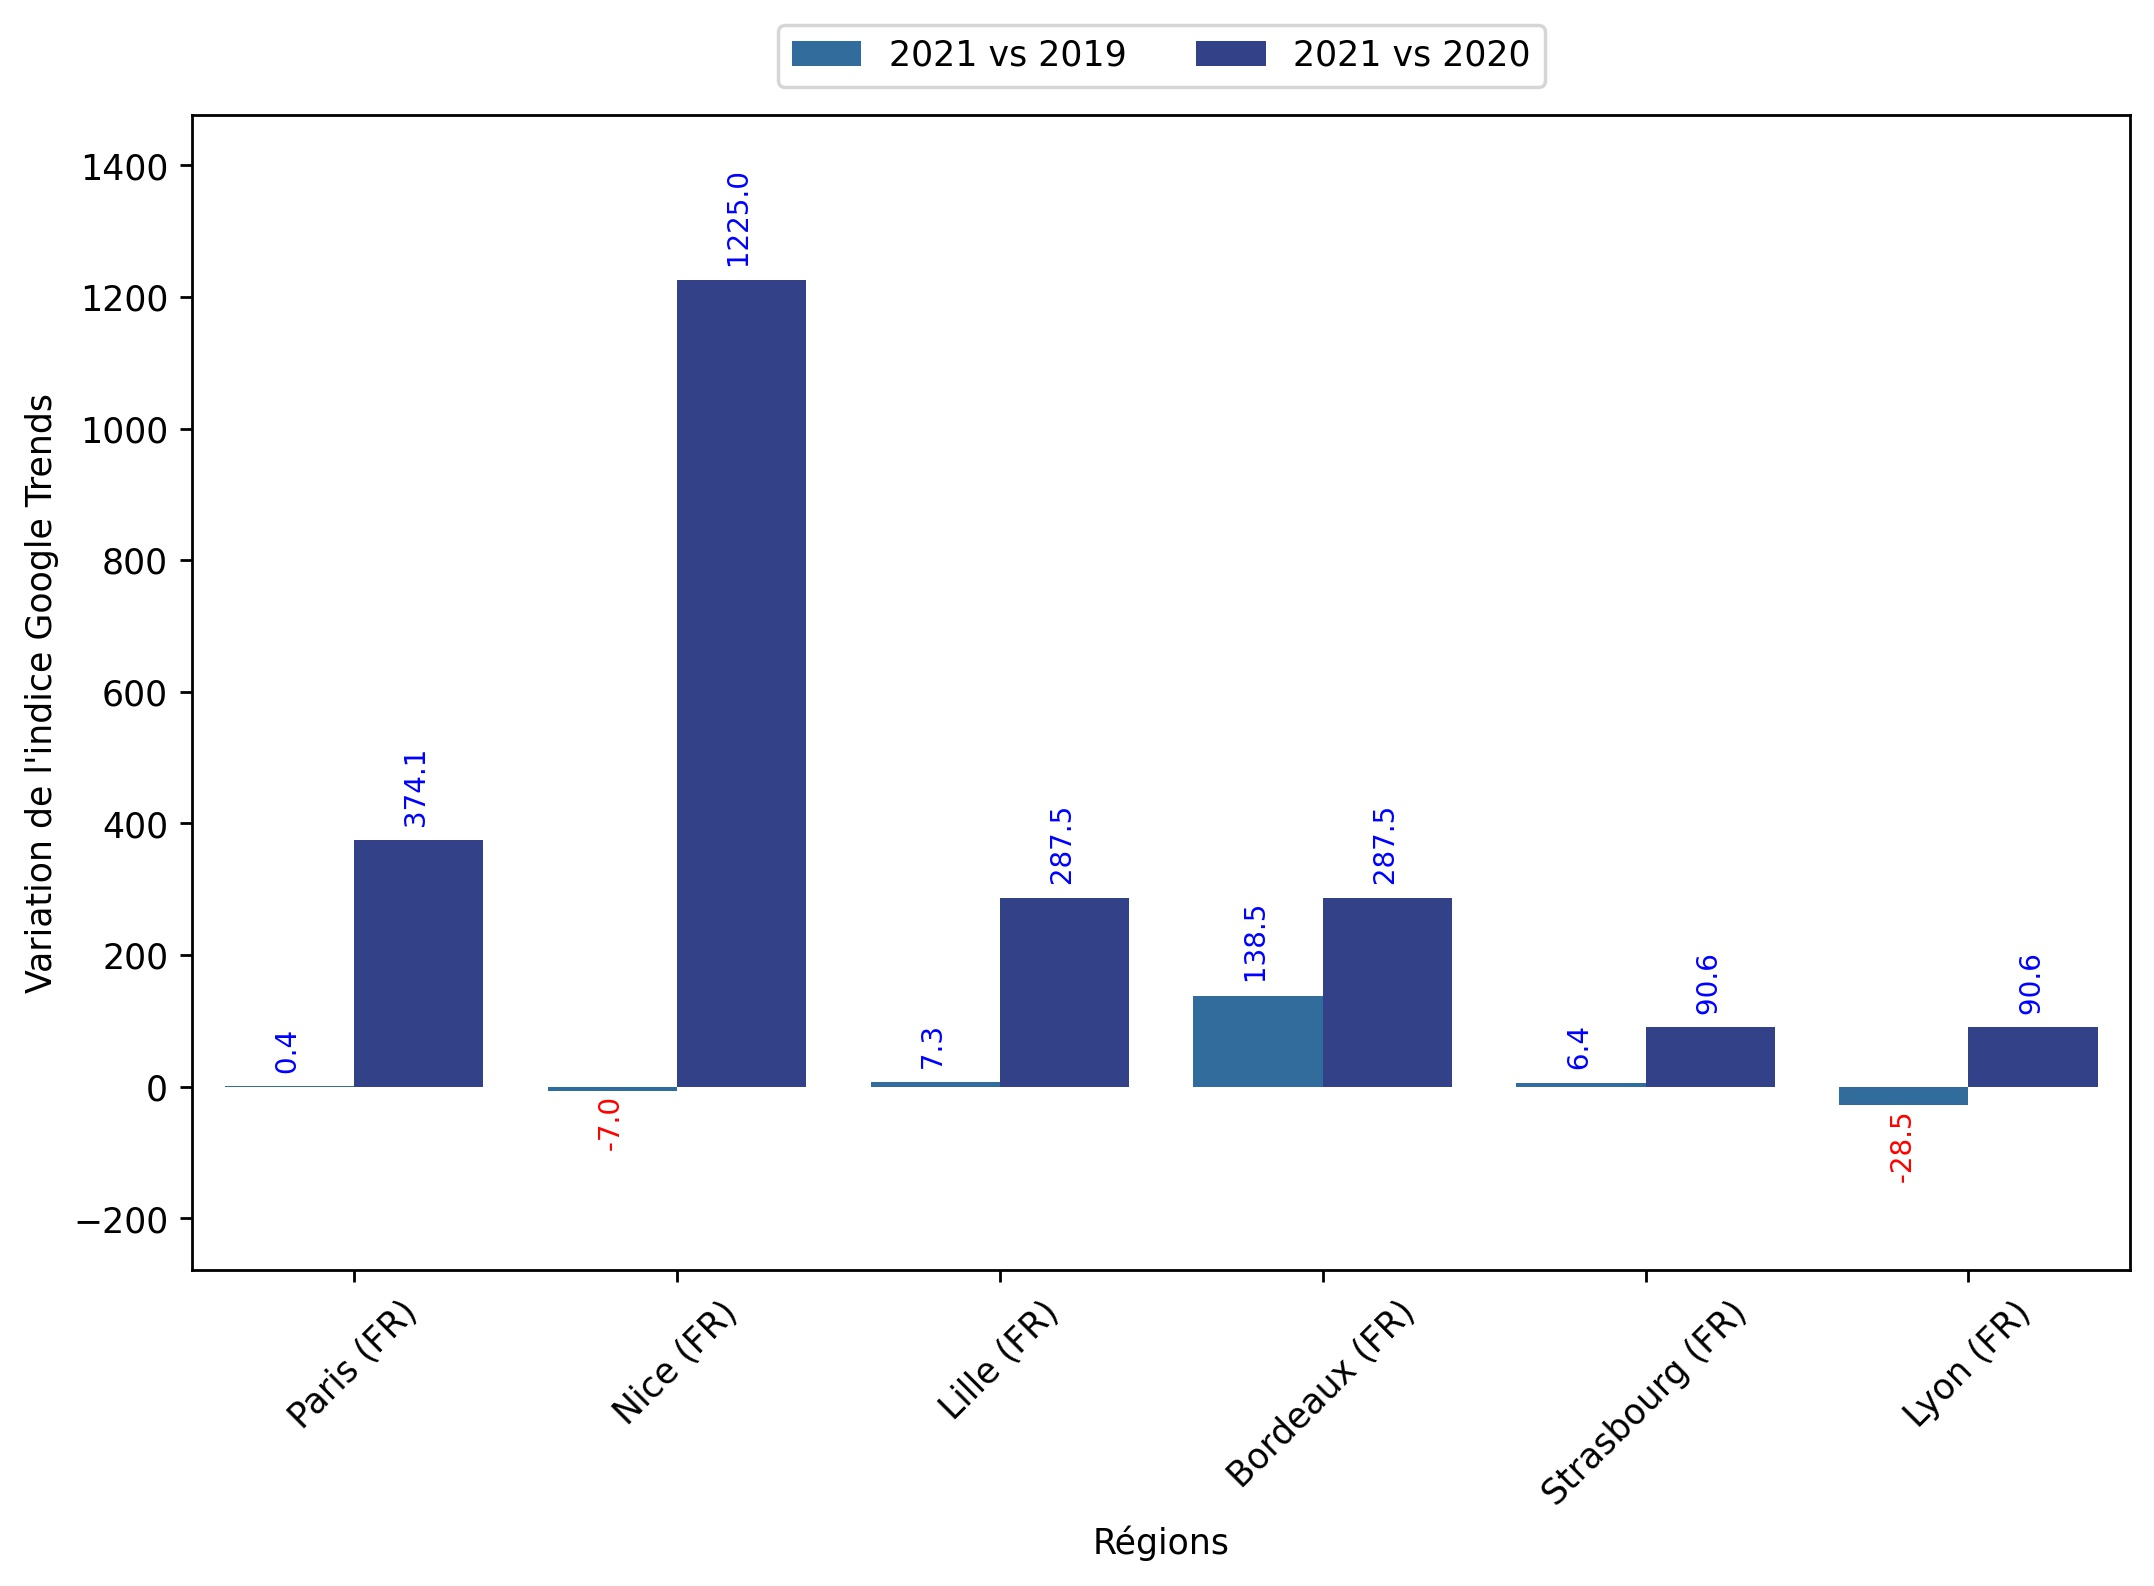 2021 vs 2019
2021 vs 2020
Variation de l'indice Google Trends
1400
1200
1000
800
600
400
200
0
−200
0.4
374.1
-7.0
1225.0
7.3
287.5
138.5
287.5
6.4
90.6
-28.5
90.6
Paris (FR)
Nice (FR)
Lille (FR)
Bordeaux (FR)
Strasbourg (FR)
Lyon (FR)
Régions